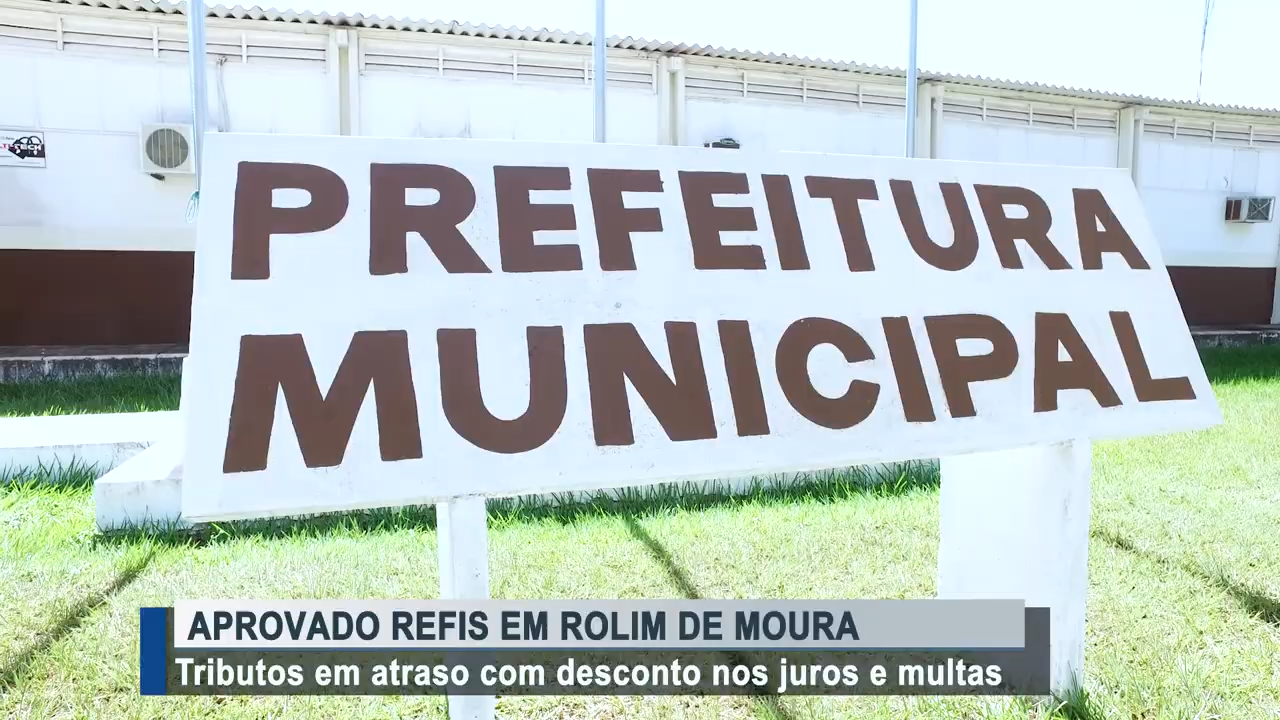 PREFEITURA
MUNICIPAL
APROVADO REFIS EM ROLIM DE MOURA
Tributos em atraso com desconto nos juros e multas